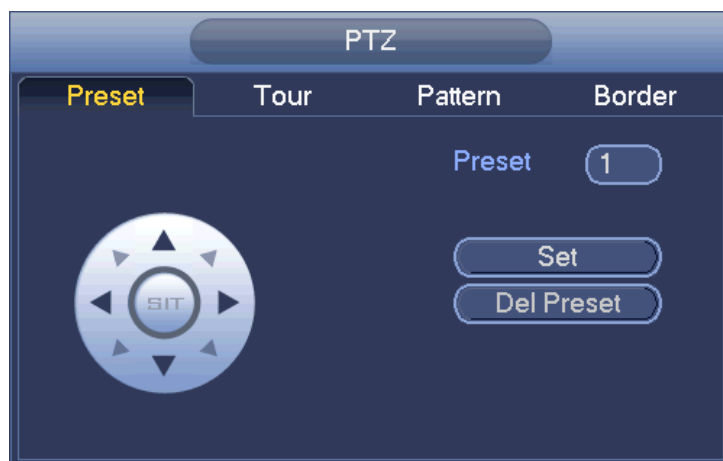 PTZ
Preset Tour Pattern Border
Preset 1
SIT
Set
Del Preset